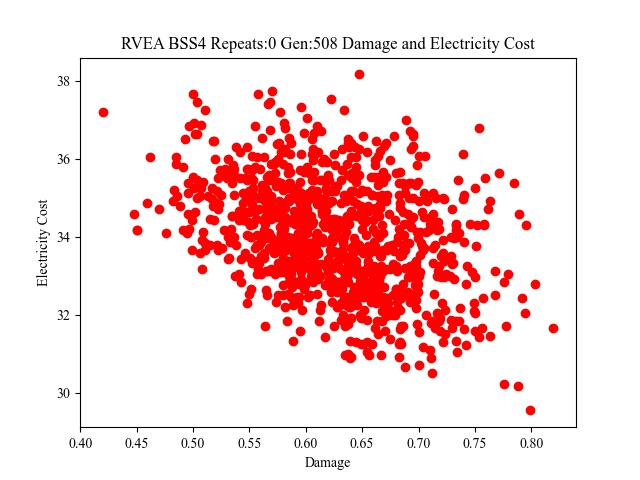 RVEA BSS4 Repeats:0 Gen:508 Damage and Electricity Cost
38
36
34
32
30
Electricity Cost
0.40 0.45 0.50 0.55 0.60 0.65 0.70 0.75 0.80
Damage